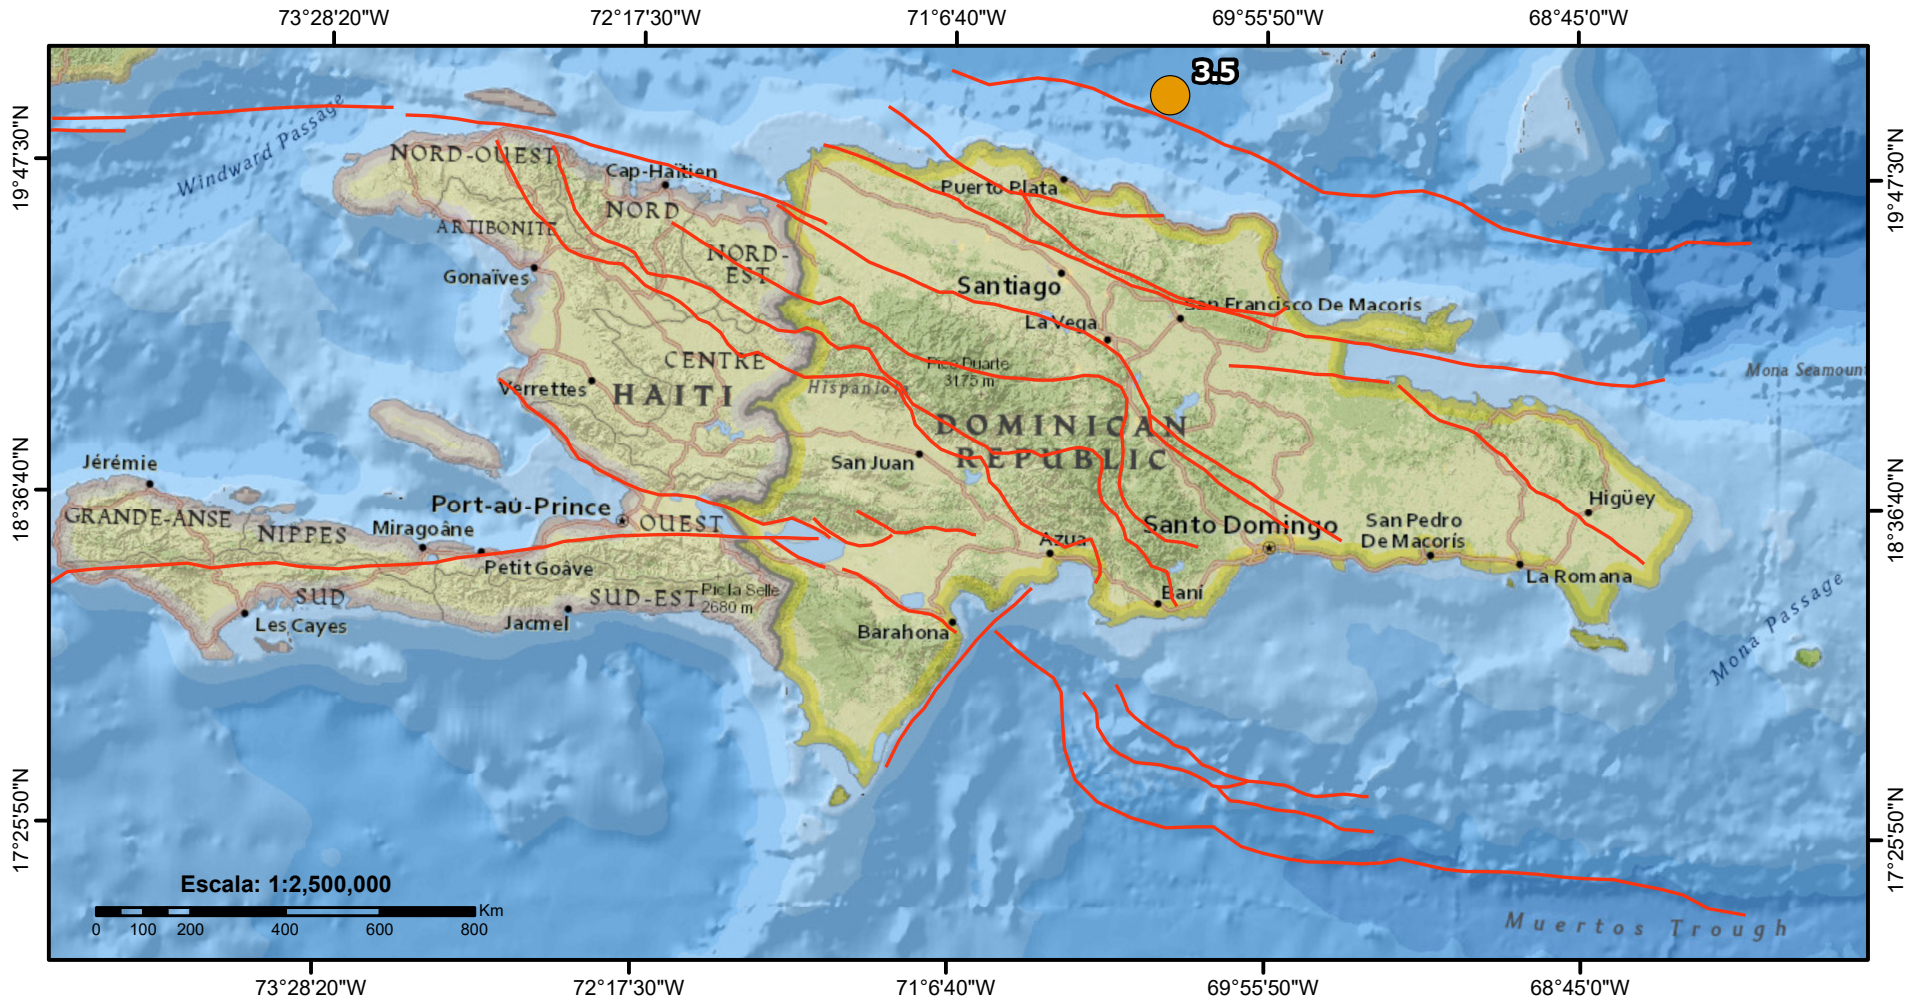 73°28'20"W 72°17'30"W 71°6'40"W 69°55'50"W 68°45'0"W
3.5
Windward Passage
NORD-OUEST
Cap-Haïtien
19°47'30"N
19°47'30"N
Puerto Plata
NORD
ARTIBONITE
NORD-
EST
Gonaïves
Santiago
San Francisco De Macorís
La Vega
CENTRE
Pico Duarte
3175 m
Mona Seamount
Verrettes
HAITI
Hispaniola
DOMINICAN
REPUBLIC
Jérémie
San Juan
18°36'40"N
18°36'40"N
Higüey
Port-au-Prince
GRANDE-ANSE
NIPPES
Miragoâne
OUEST
Santo Domingo
San Pedro
De Macorís
Azua
Petit Goâve
La Romana
SUD
SUD-EST
Pic la Selle
2680 m
Baní
Les Cayes
Jacmel
Barahona
Mona Passage
17°25'50"N
17°25'50"N
Escala: 1:2,500,000
Km
0 100 200 400 600 800
Muertos Trough
73°28'20"W 72°17'30"W 71°6'40"W 69°55'50"W 68°45'0"W